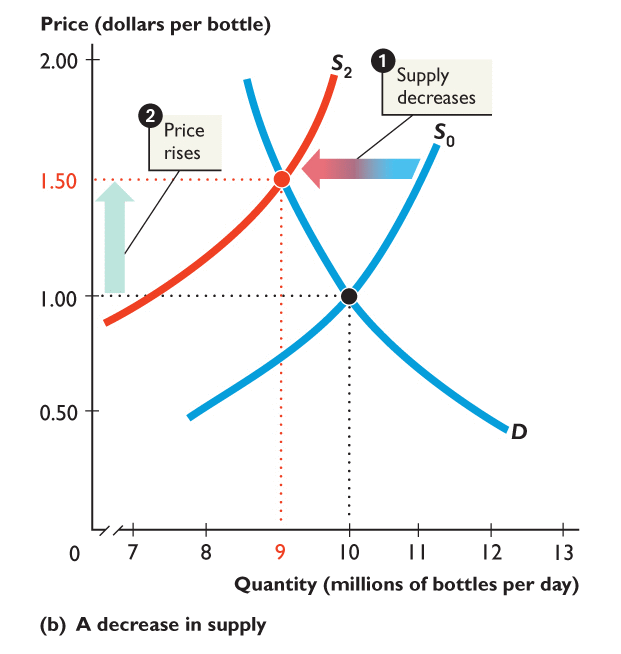 Price (dollars per bottle)
2.00
S2
1
Supply
decreases
2
Price
rises
S0
1.50
1.00
0.50
D
0
7
8
9
10
11
12
13
Quantity (millions of bottles per day)
(b) A decrease in supply